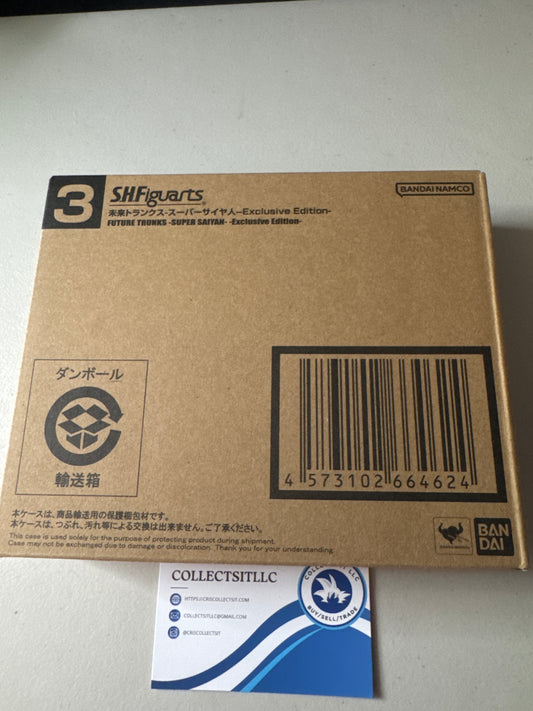 3
S.H.Figuarts
BANDAI NAMCO
未来トランクス-スーパーサイヤ人--Exclusive Edition-
FUTURE TRUNKS -SUPER SAIYAN- -Exclusive Edition-
ダンボール
輸送箱
4 573102 664624
本ケースは、商品輸送用の保護梱包材です。
本ケースは、つぶれ、汚れ等による交換は出来ません。ご了承ください。
This case is used solely for the purpose of protecting product during shipment.
Case may not be exchanged due to damage or discoloration. Thank you for your understanding.
BAN
DAI
COLLECTSITLLC
HTTPS://CRISCOLLECTSIT.
COLLECTSITLLC@GMAIL.COM
@CRISCOLLECTSIT
BUY/SELL/TRADE